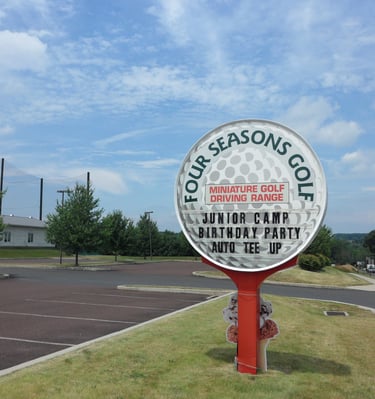 FOUR SEASONS GOLF
MINIATURE GOLF
DRIVING RANGE
JUNIOR CAMP
BIRTHDAY PARTY
AUTO TEE UP